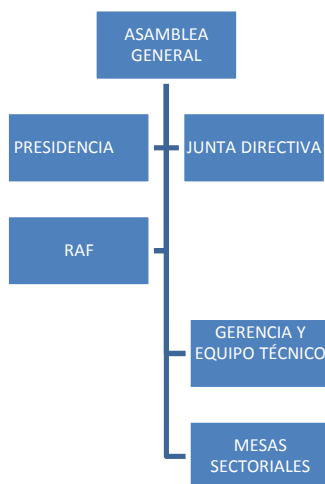 ASAMBLEA
GENERAL
PRESIDENCIA
JUNTA DIRECTIVA
RAF
GERENCIA Y
EQUIPO TÉCNICO
MESAS
SECTORIALES